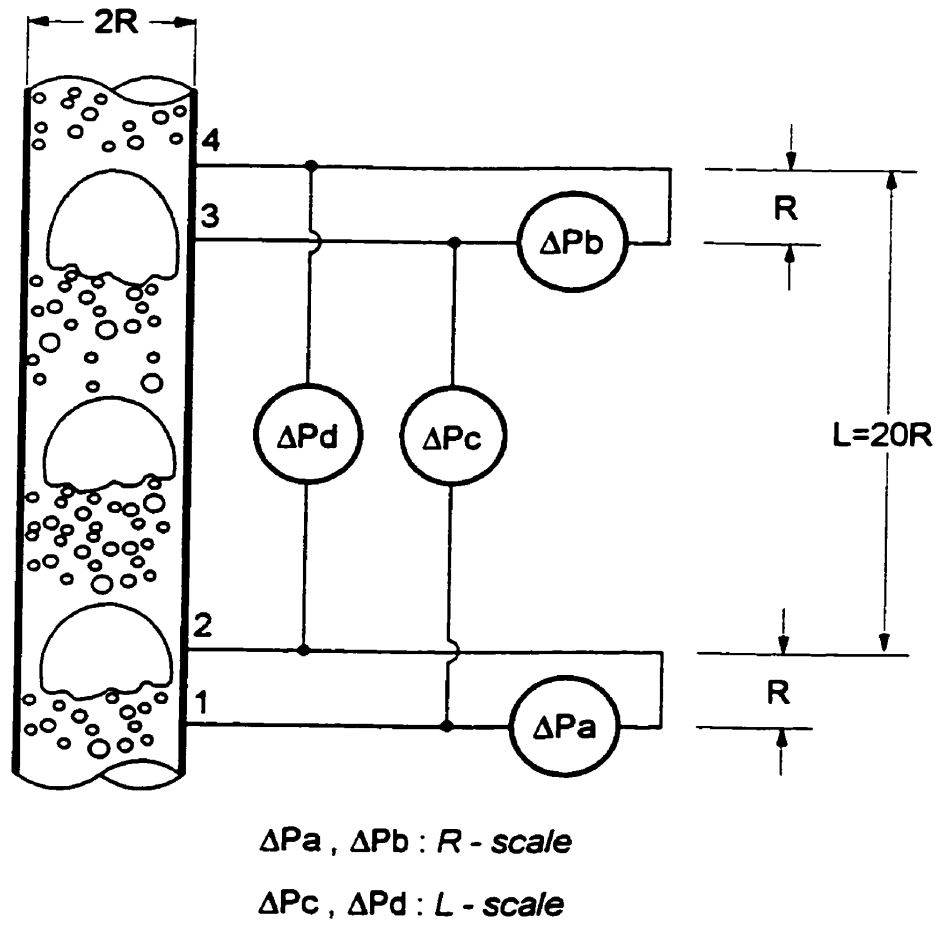 2R
4
R
3
ΔPb
ΔPd
ΔPc
L=20R
2
R
1
ΔPa
ΔPa , ΔPb : R - scale
ΔPc , ΔPd : L - scale